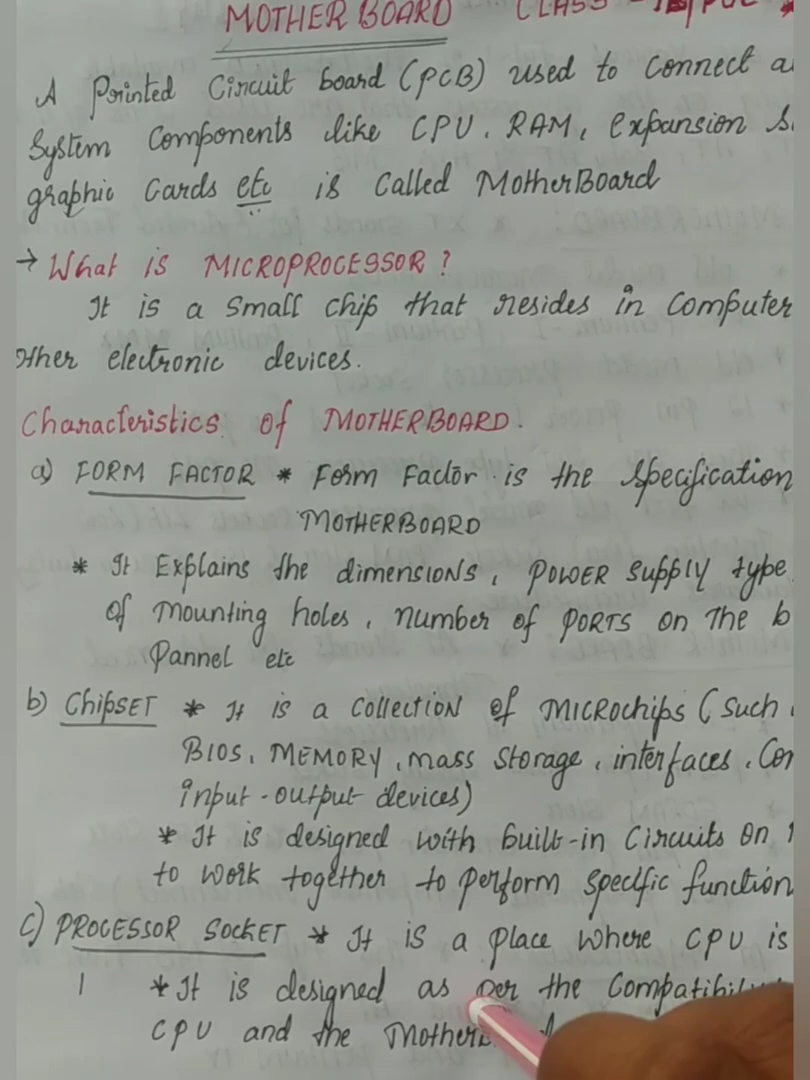 MOTHER BOARD CLASS -
A Printed Circuit board (PCB) used to Connect a
System Components like CPU, RAM, Expansion S
graphic Cards etc is Called MotherBoard
→ What is MICROPROCESSOR?
It is a Small chip that resides in Computer
other electronic devices.
Characteristics of MOTHERBOARD.
a) FORM FACTOR * Form Factor is the Specification
MOTHERBOARD
* It Explains the dimensions, POWER Supply type
of Mounting holes, number of PORTS on The b
Pannel etc
b) ChipSET * It is a Collection of MICROchips (Such
BIOS, MEMORY, mass Storage, interfaces, Con
input-output devices)
* It is designed with built-in Circuits on
to work together to perform Specific function
c) PROCESSOR SOCKET * It is a place where CPU is
1 * It is designed as per the Compatibil
CPU and the Mother